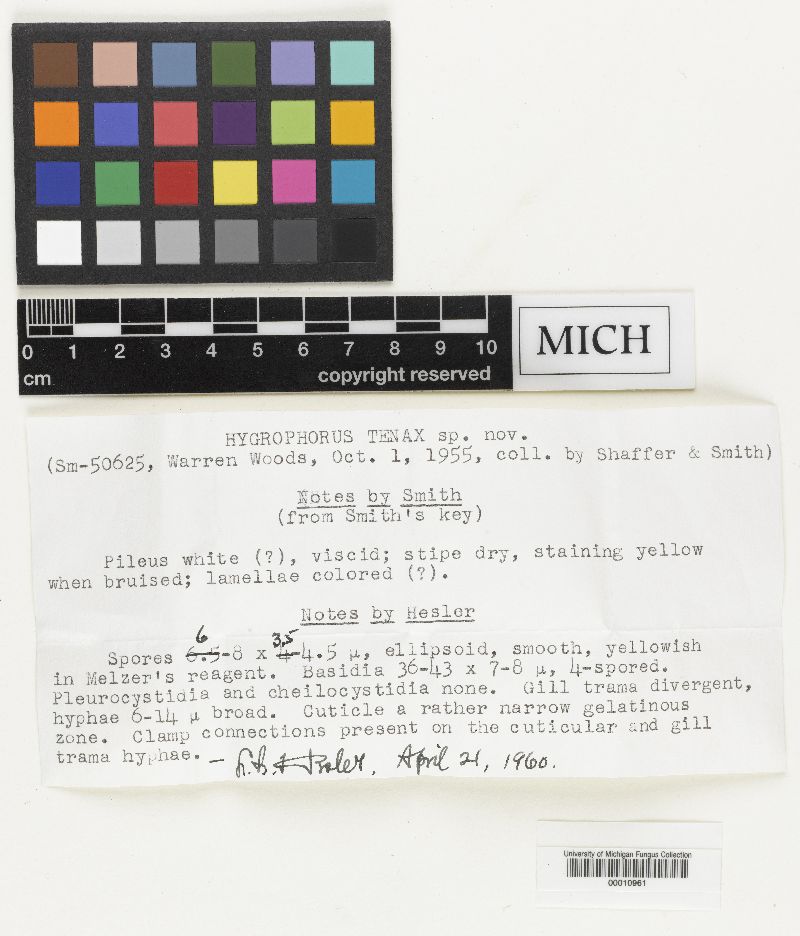 0 1 2 3 4 5 6 7 8 9 10
cm copyright reserved
MICH
HYGROPHORUS TENAX sp. nov.
(Sm-50625, Warren Woods, Oct. 1, 1955, coll. by Shaffer & Smith)
Notes by Smith
(from Smith's key)
Pileus white (?), viscid; stipe dry, staining yellow
when bruised; lamellae colored (?).
Notes by Hesler
6 3.5
Spores 6.5-8 x 4-4.5 µ, ellipsoid, smooth, yellowish
in Melzer's reagent. Basidia 36-43 x 7-8 µ, 4-spored.
Pleurocystidia and cheilocystidia none. Gill trama divergent,
hyphae 6-14 µ broad. Cuticle a rather narrow gelatinous
zone. Clamp connections present on the cuticular and gill
trama hyphae. — L.R. Hesler, April 21, 1960.
University of Michigan Fungus Collection
00010961